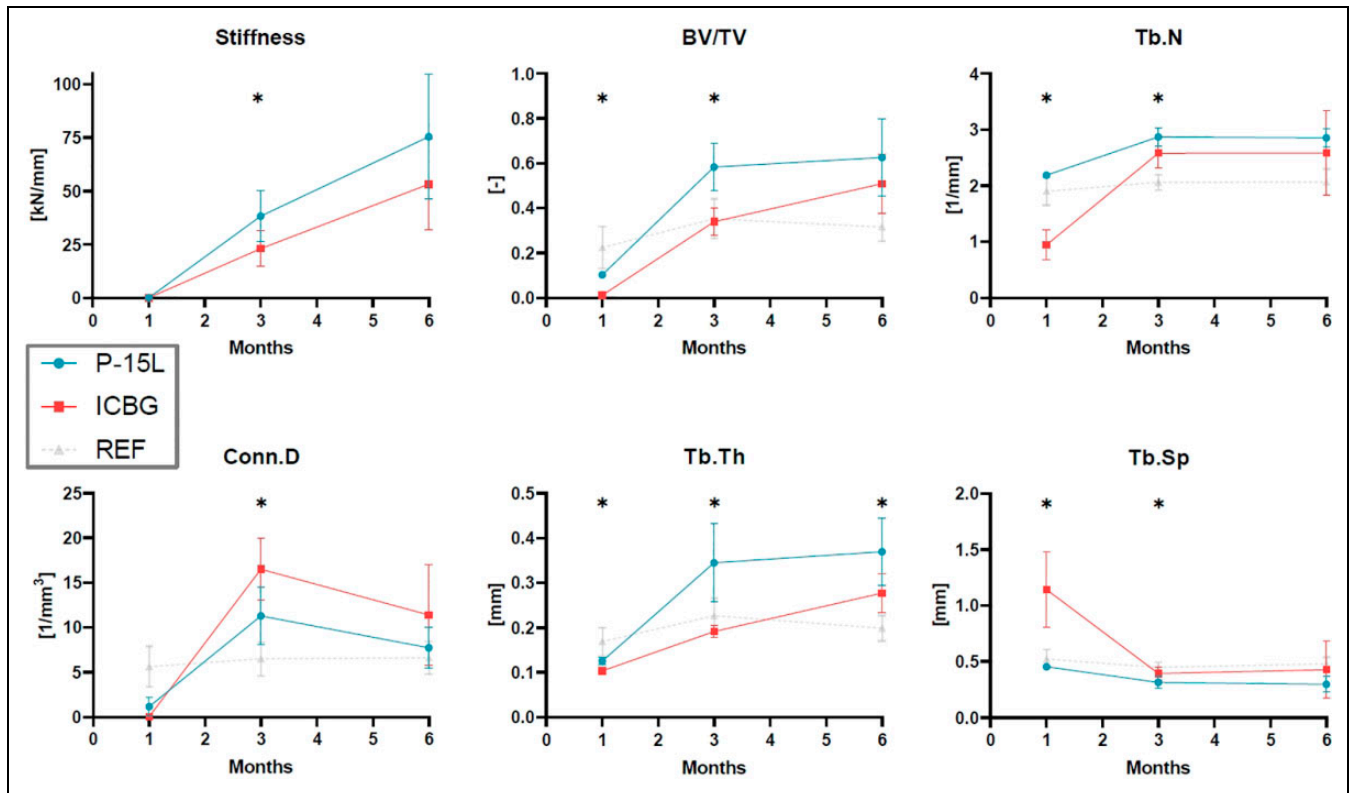 Stiffness
[kN/mm]
100
75
50
25
0
*
0 1 2 3 4 5 6
Months
BV/TV
[-]
1.0
0.8
0.6
0.4
0.2
0.0
* *
0 1 2 3 4 5 6
Months
Tb.N
[1/mm]
4
3
2
1
0
* *
0 1 2 3 4 5 6
Months
P-15L
ICBG
REF
Conn.D
[1/mm³]
25
20
15
10
5
0
*
0 1 2 3 4 5 6
Months
Tb.Th
[mm]
0.5
0.4
0.3
0.2
0.1
0.0
* * *
0 1 2 3 4 5 6
Months
Tb.Sp
[mm]
2.0
1.5
1.0
0.5
0.0
* *
0 1 2 3 4 5 6
Months